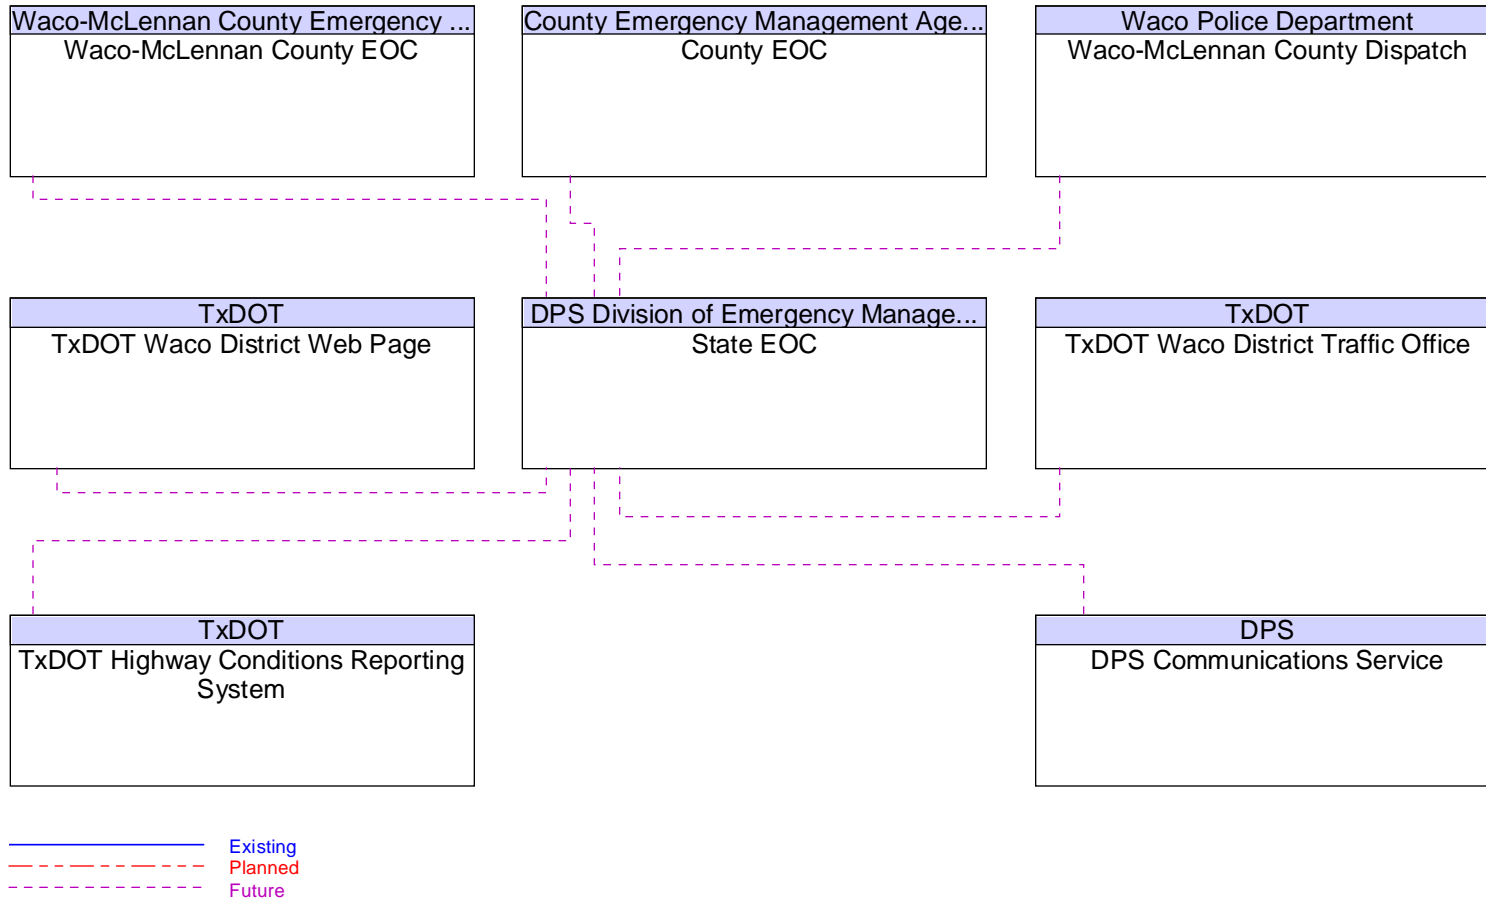 Waco-McLennan County Emergency ...
Waco-McLennan County EOC
County Emergency Management Age...
County EOC
Waco Police Department
Waco-McLennan County Dispatch
TxDOT
TxDOT Waco District Web Page
DPS Division of Emergency Manage...
State EOC
TxDOT
TxDOT Waco District Traffic Office
TxDOT
TxDOT Highway Conditions Reporting
System
DPS
DPS Communications Service
Existing
Planned
Future